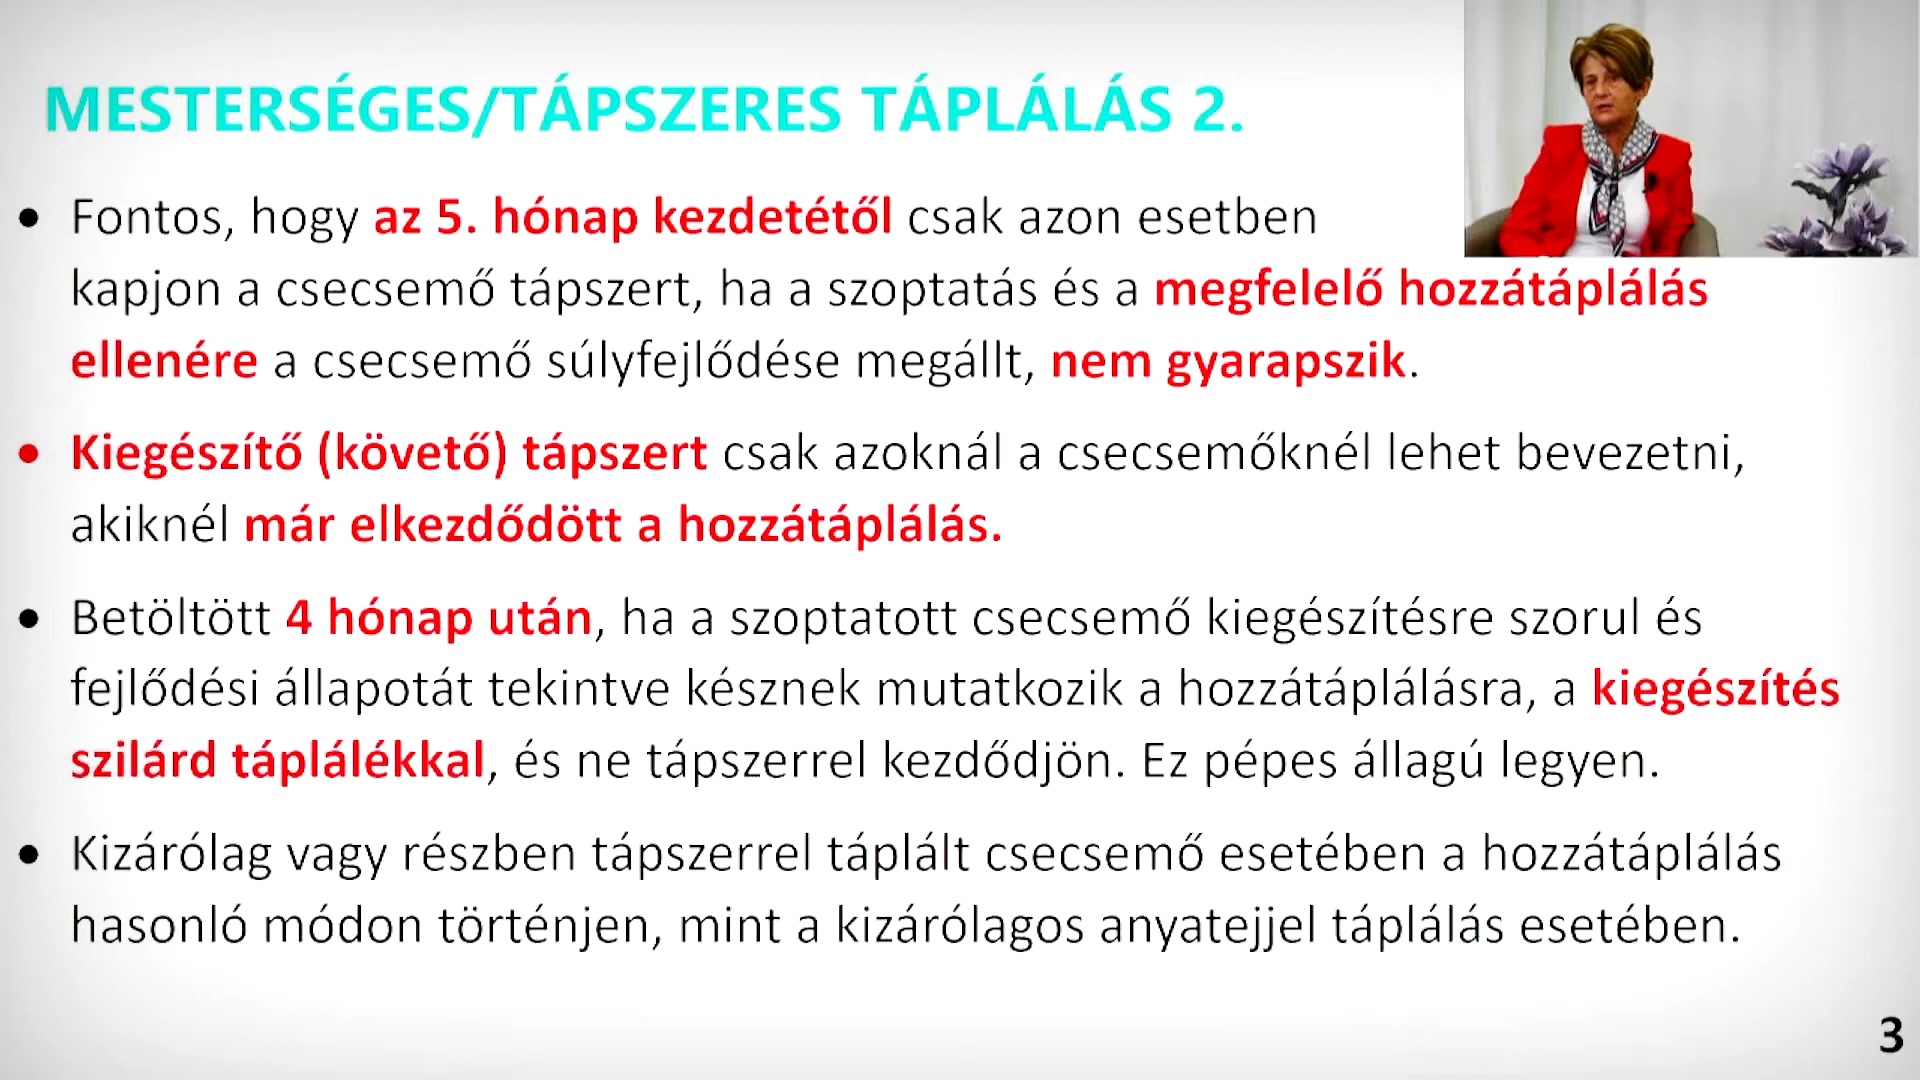 MESTERSÉGES/TÁPSZERES TÁPLÁLÁS 2.
• Fontos, hogy az 5. hónap kezdetétől csak azon esetben
kapjon a csecsemő tápszert, ha a szoptatás és a megfelelő hozzátáplálás
ellenére a csecsemő súlyfejlődése megállt, nem gyarapszik.
• Kiegészítő (követő) tápszert csak azoknál a csecsemőknél lehet bevezetni,
akiknél már elkezdődött a hozzátáplálás.
• Betöltött 4 hónap után, ha a szoptatott csecsemő kiegészítésre szorul és
fejlődési állapotát tekintve késznek mutatkozik a hozzátáplálásra, a kiegészítés
szilárd táplálékkal, és ne tápszerrel kezdődjön. Ez pépes állagú legyen.
• Kizárólag vagy részben tápszerrel táplált csecsemő esetében a hozzátáplálás
hasonló módon történjen, mint a kizárólagos anyatejjel táplálás esetében.
3